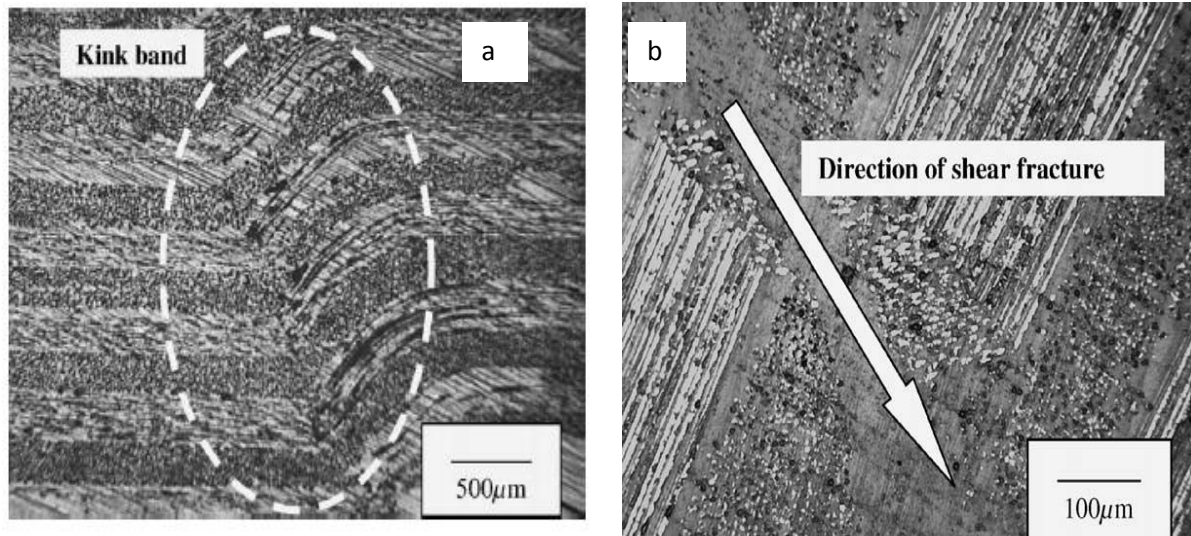 Kink band
a
500µm
b
Direction of shear fracture
100µm